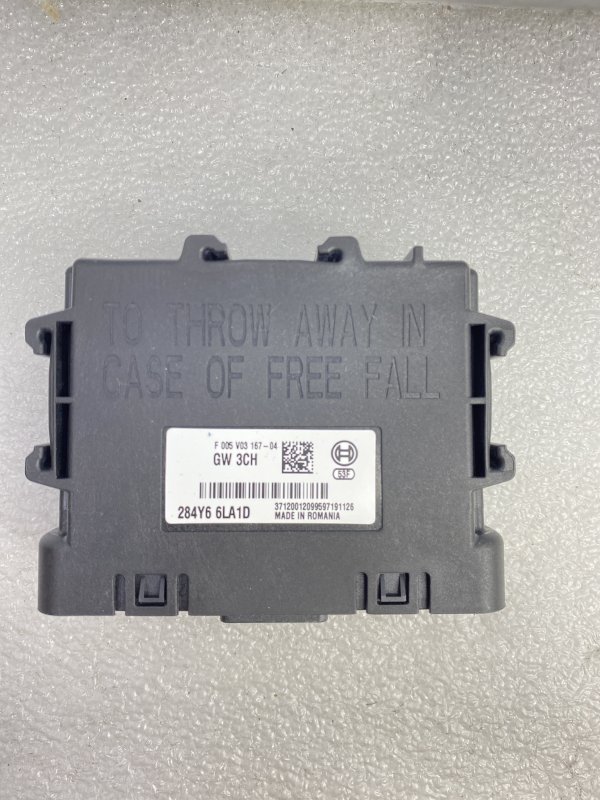 TO THROW AWAY IN
CASE OF FREE FALL
F 005 V03 167-04
GW 3CH
53F
284Y6 6LA1D
37120012099597191126
MADE IN ROMANIA